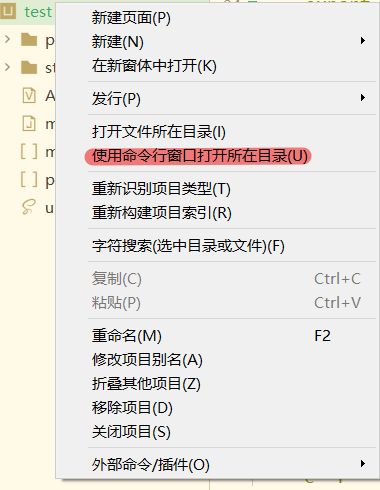 test
新建页面(P)
新建(N)
在新窗体中打开(K)
发行(P)
打开文件所在目录(I)
使用命令行窗口打开所在目录(U)
重新识别项目类型(T)
重新构建项目索引(R)
字符搜索(选中目录或文件)(F)
复制(C) Ctrl+C
粘贴(P) Ctrl+V
重命名(M) F2
修改项目别名(A)
折叠其他项目(Z)
移除项目(D)
关闭项目(S)
外部命令/插件(O)